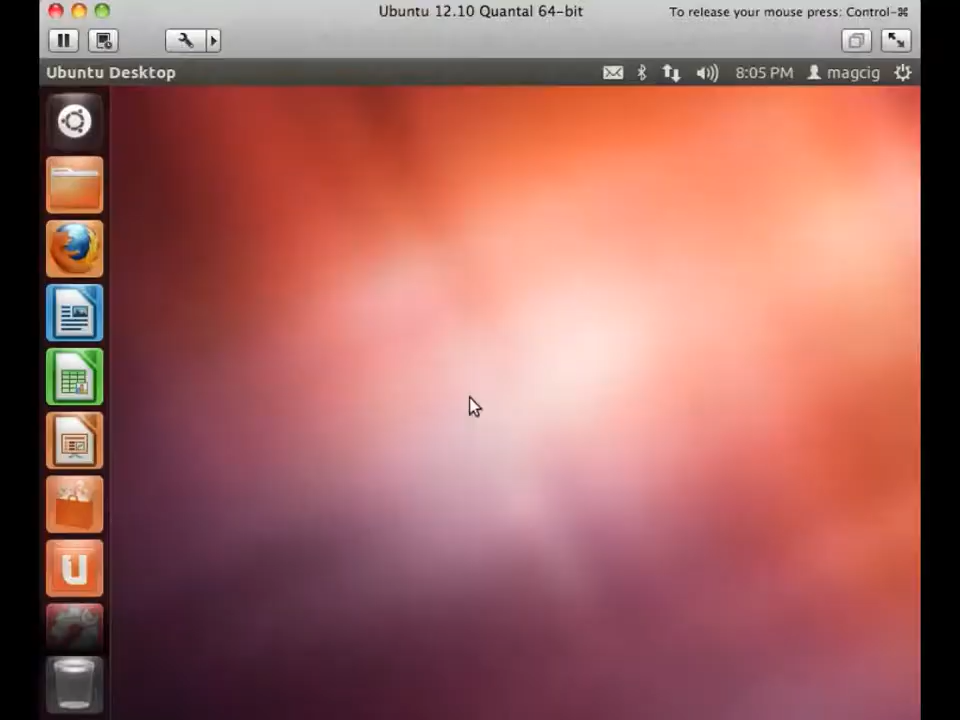 Ubuntu 12.10 Quantal 64-bit
To release your mouse press: Control-⌘
Ubuntu Desktop
8:05 PM
magcig
U